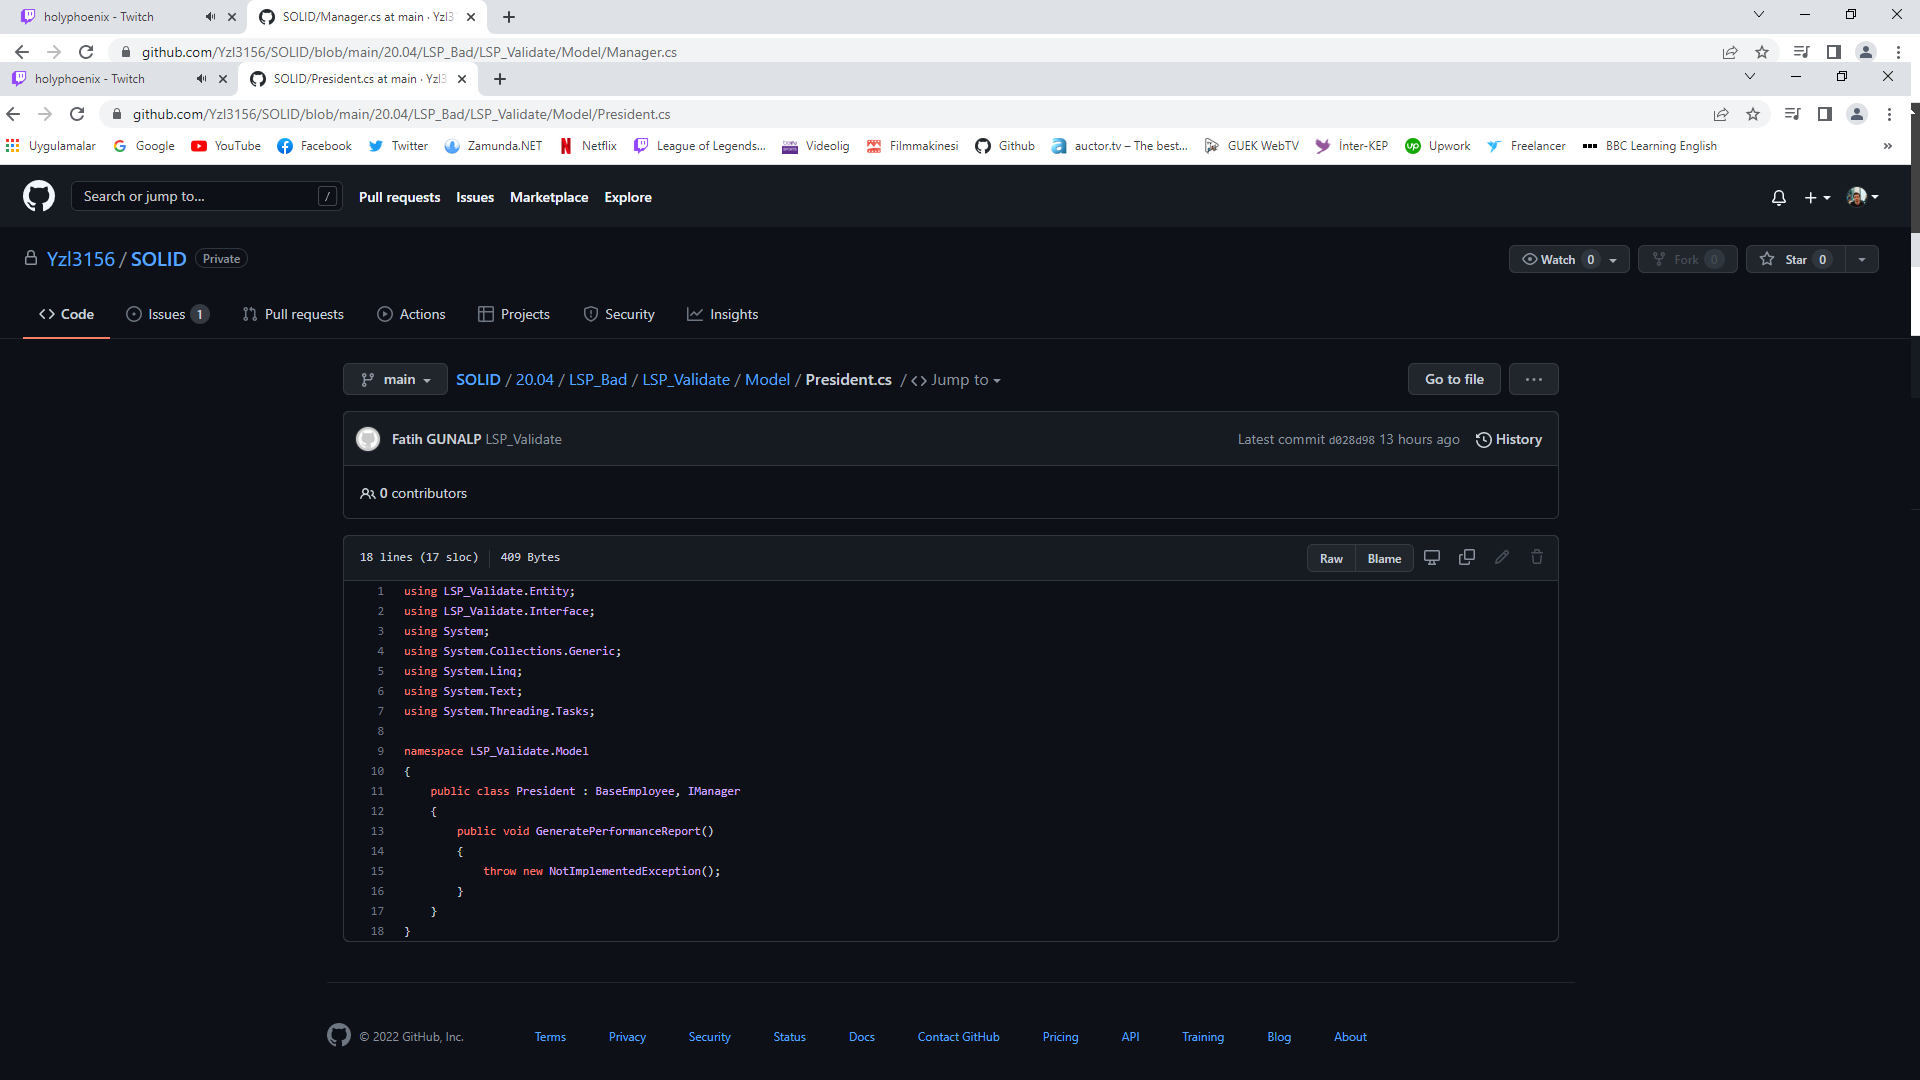 holyphoenix - Twitch
SOLID/Manager.cs at main · Yzl3
github.com/Yzl3156/SOLID/blob/main/20.04/LSP_Bad/LSP_Validate/Model/Manager.cs
holyphoenix - Twitch
SOLID/President.cs at main · Yzl3
github.com/Yzl3156/SOLID/blob/main/20.04/LSP_Bad/LSP_Validate/Model/President.cs
Uygulamalar Google YouTube Facebook Twitter Zamunda.NET Netflix League of Legends... Videolig Filmmakinesi Github auctor.tv – The best... GUEK WebTV İnter-KEP Upwork Freelancer BBC Learning English »
Search or jump to... / Pull requests Issues Marketplace Explore
Yzl3156 / SOLID Private Watch 0 Fork 0 Star 0
Code Issues 1 Pull requests Actions Projects Security Insights
main SOLID / 20.04 / LSP_Bad / LSP_Validate / Model / President.cs / <> Jump to Go to file ...
Fatih GUNALP LSP_Validate Latest commit d028d98 13 hours ago History
0 contributors
18 lines (17 sloc) 409 Bytes Raw Blame
1 using LSP_Validate.Entity;
2 using LSP_Validate.Interface;
3 using System;
4 using System.Collections.Generic;
5 using System.Linq;
6 using System.Text;
7 using System.Threading.Tasks;
8
9 namespace LSP_Validate.Model
10 {
11 public class President : BaseEmployee, IManager
12 {
13 public void GeneratePerformanceReport()
14 {
15 throw new NotImplementedException();
16 }
17 }
18 }
© 2022 GitHub, Inc. Terms Privacy Security Status Docs Contact GitHub Pricing API Training Blog About